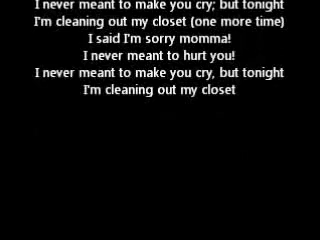 I never meant to make you cry; but tonight
I'm cleaning out my closet (one more time)
I said I'm sorry momma!
I never meant to hurt you!
I never meant to make you cry, but tonight
I'm cleaning out my closet